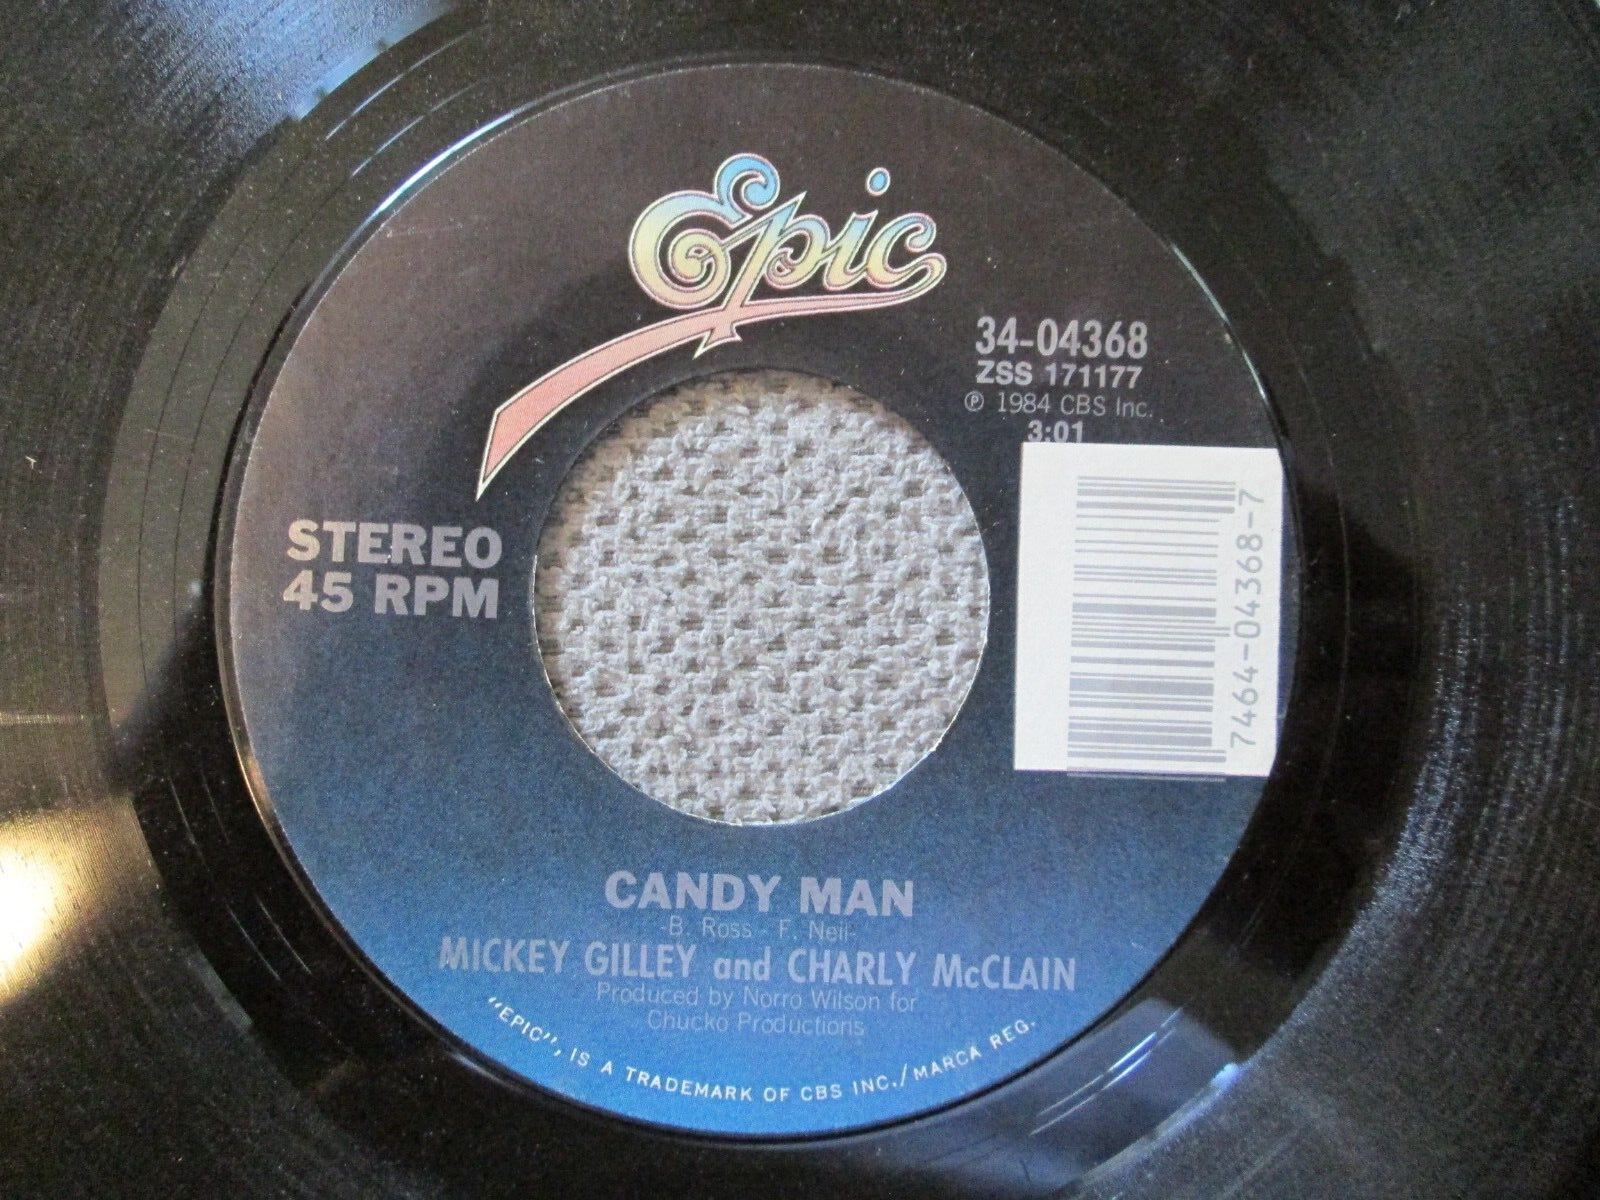 Epic
34-04368
ZSS 171177
℗ 1984 CBS Inc.
3:01
STEREO
45 RPM
7464-04368-7
CANDY MAN
-B. Ross - F. Neil-
MICKEY GILLEY and CHARLY McCLAIN
Produced by Norro Wilson for
Chucko Productions
"EPIC", IS A TRADEMARK OF CBS INC./MARCA REG.